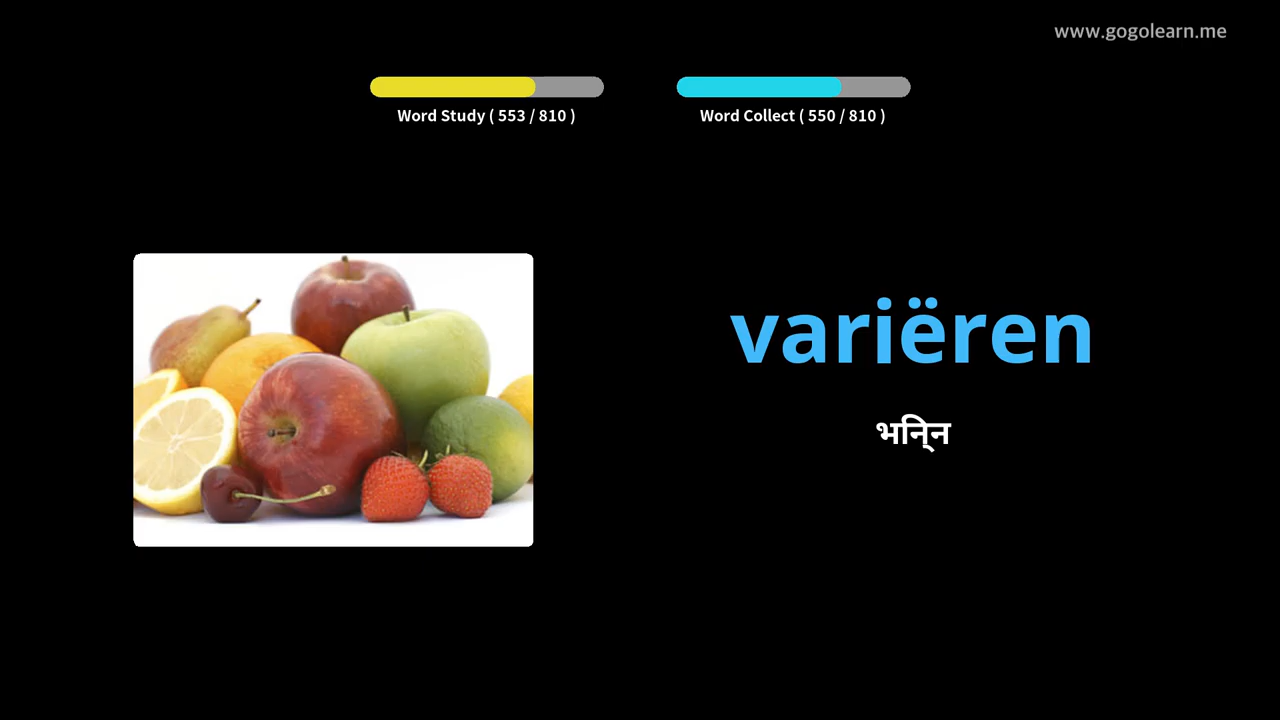 www.gogolearn.me
Word Study ( 553 / 810 )
Word Collect ( 550 / 810 )
variëren
भिन्न